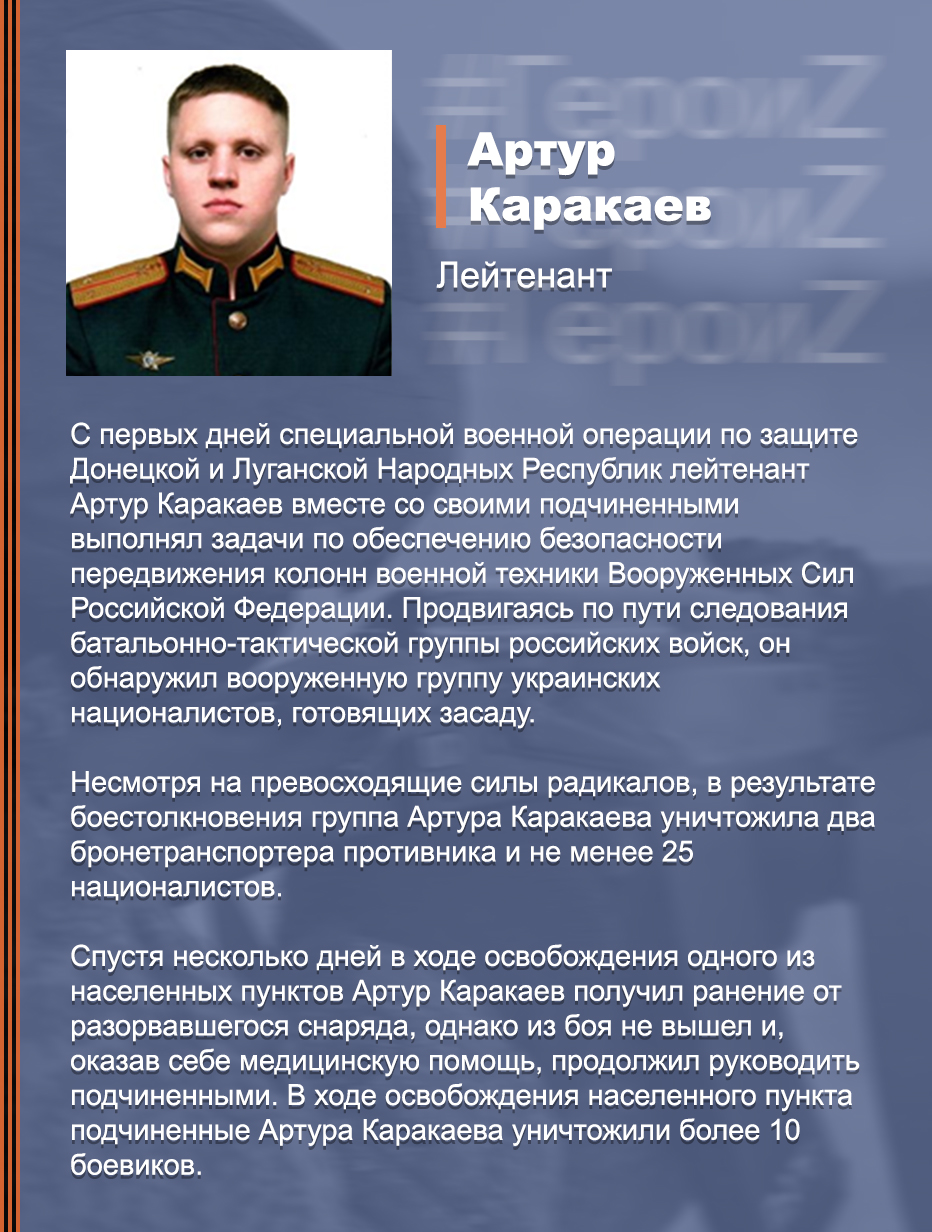 #ГероиZ
Артур
Каракаев
#ГероиZ
Лейтенант
#ГероиZ
С первых дней специальной военной операции по защите
Донецкой и Луганской Народных Республик лейтенант
Артур Каракаев вместе со своими подчиненными
выполнял задачи по обеспечению безопасности
передвижения колонн военной техники Вооруженных Сил
Российской Федерации. Продвигаясь по пути следования
батальонно-тактической группы российских войск, он
обнаружил вооруженную группу украинских
националистов, готовящих засаду.
Несмотря на превосходящие силы радикалов, в результате
боестолкновения группа Артура Каракаева уничтожила два
бронетранспортера противника и не менее 25
националистов.
Спустя несколько дней в ходе освобождения одного из
населенных пунктов Артур Каракаев получил ранение от
разорвавшегося снаряда, однако из боя не вышел и,
оказав себе медицинскую помощь, продолжил руководить
подчиненными. В ходе освобождения населенного пункта
подчиненные Артура Каракаева уничтожили более 10
боевиков.